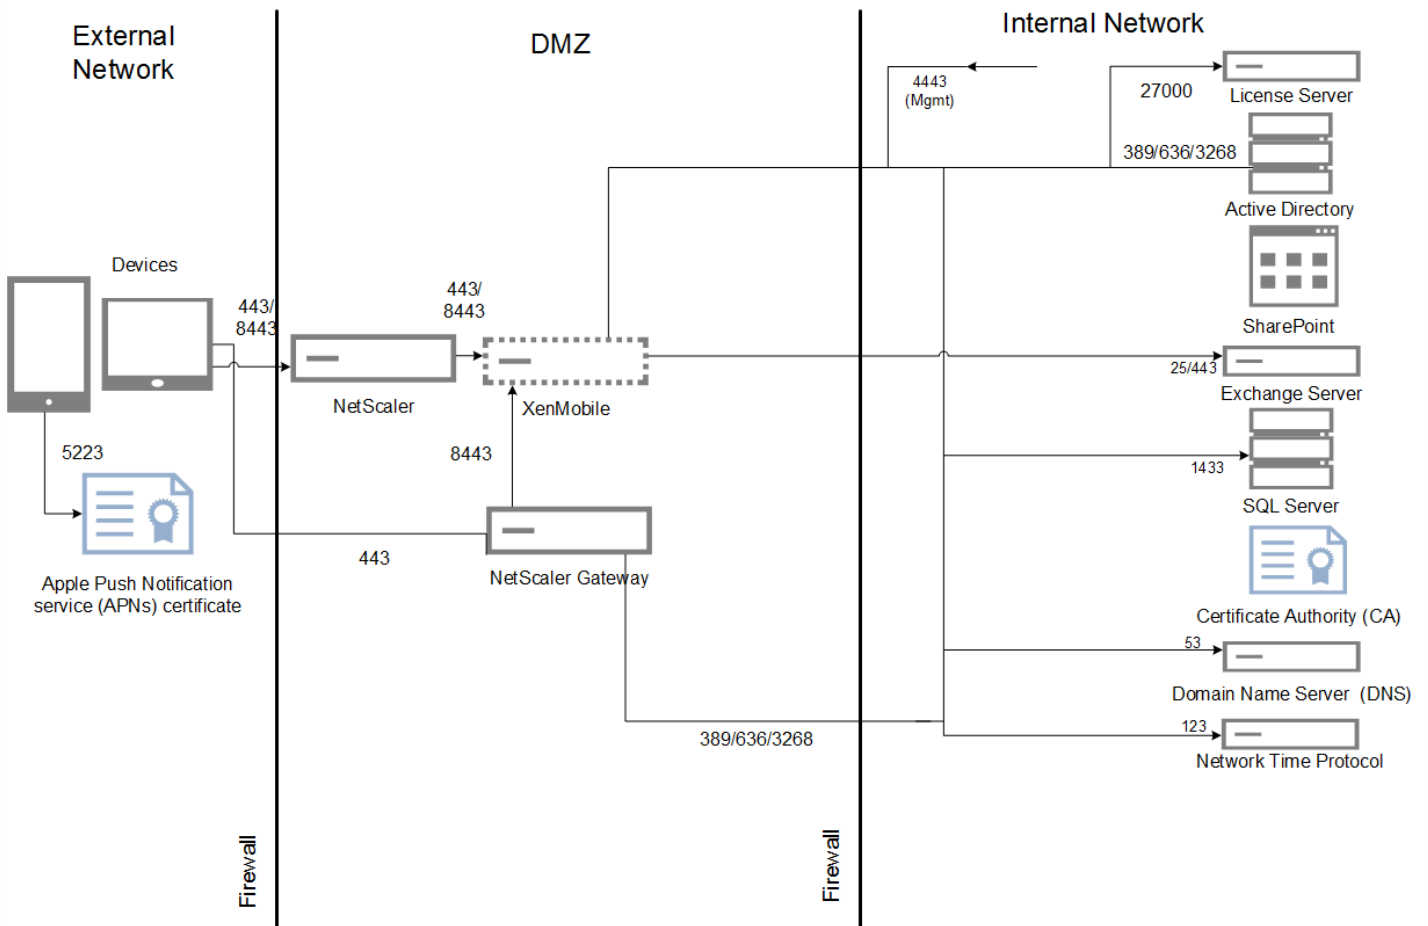 External
Network
DMZ
Internal Network
4443
(Mgmt)
27000
License Server
389/636/3268
Active Directory
Devices
443/
8443
443/
8443
SharePoint
NetScaler
XenMobile
25/443
Exchange Server
5223
8443
1433
SQL Server
443
NetScaler Gateway
Apple Push Notification
service (APNs) certificate
Certificate Authority (CA)
53
Domain Name Server (DNS)
389/636/3268
123
Network Time Protocol
Firewall
Firewall